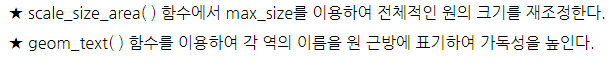 ★ scale_size_area( ) 함수에서 max_size를 이용하여 전체적인 원의 크기를 재조정한다.
★ geom_text( ) 함수를 이용하여 각 역의 이름을 원 근방에 표기하여 가독성을 높인다.